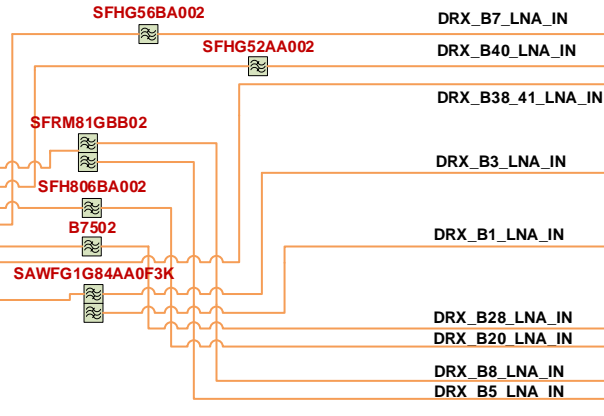 SFHG56BA002
DRX_B7_LNA_IN
SFHG52AA002
DRX_B40_LNA_IN
DRX_B38_41_LNA_IN
SFRM81GBB02
DRX_B3_LNA_IN
SFH806BA002
B7502
DRX_B1_LNA_IN
SAWFG1G84AA0F3K
DRX_B28_LNA_IN
DRX_B20_LNA_IN
DRX_B8_LNA_IN
DRX_B5_LNA_IN